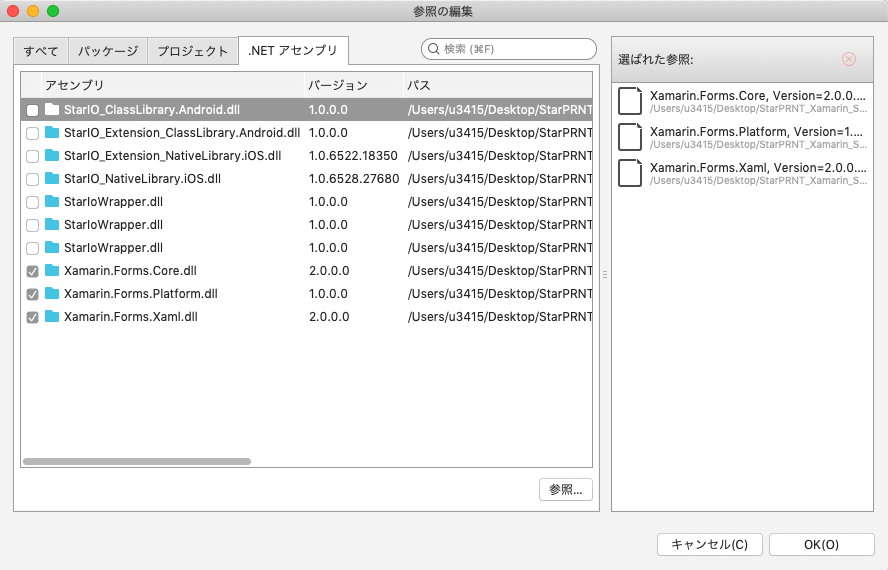 参照の編集
すべて
パッケージ
プロジェクト
.NET アセンブリ
検索 (⌘F)
アセンブリ バージョン パス
StarIO_ClassLibrary.Android.dll 1.0.0.0 /Users/u3415/Desktop/StarPRNT
StarIO_Extension_ClassLibrary.Android.dll 1.0.0.0 /Users/u3415/Desktop/StarPRNT
StarIO_Extension_NativeLibrary.iOS.dll 1.0.6522.18350 /Users/u3415/Desktop/StarPRNT
StarIO_NativeLibrary.iOS.dll 1.0.6528.27680 /Users/u3415/Desktop/StarPRNT
StarIoWrapper.dll 1.0.0.0 /Users/u3415/Desktop/StarPRNT
StarIoWrapper.dll 1.0.0.0 /Users/u3415/Desktop/StarPRNT
StarIoWrapper.dll 1.0.0.0 /Users/u3415/Desktop/StarPRNT
Xamarin.Forms.Core.dll 2.0.0.0 /Users/u3415/Desktop/StarPRNT
Xamarin.Forms.Platform.dll 1.0.0.0 /Users/u3415/Desktop/StarPRNT
Xamarin.Forms.Xaml.dll 2.0.0.0 /Users/u3415/Desktop/StarPRNT
参照...
選ばれた参照:
Xamarin.Forms.Core, Version=2.0.0....
/Users/u3415/Desktop/StarPRNT_Xamarin_S...
Xamarin.Forms.Platform, Version=1....
/Users/u3415/Desktop/StarPRNT_Xamarin_S...
Xamarin.Forms.Xaml, Version=2.0.0....
/Users/u3415/Desktop/StarPRNT_Xamarin_S...
キャンセル(C)
OK(O)